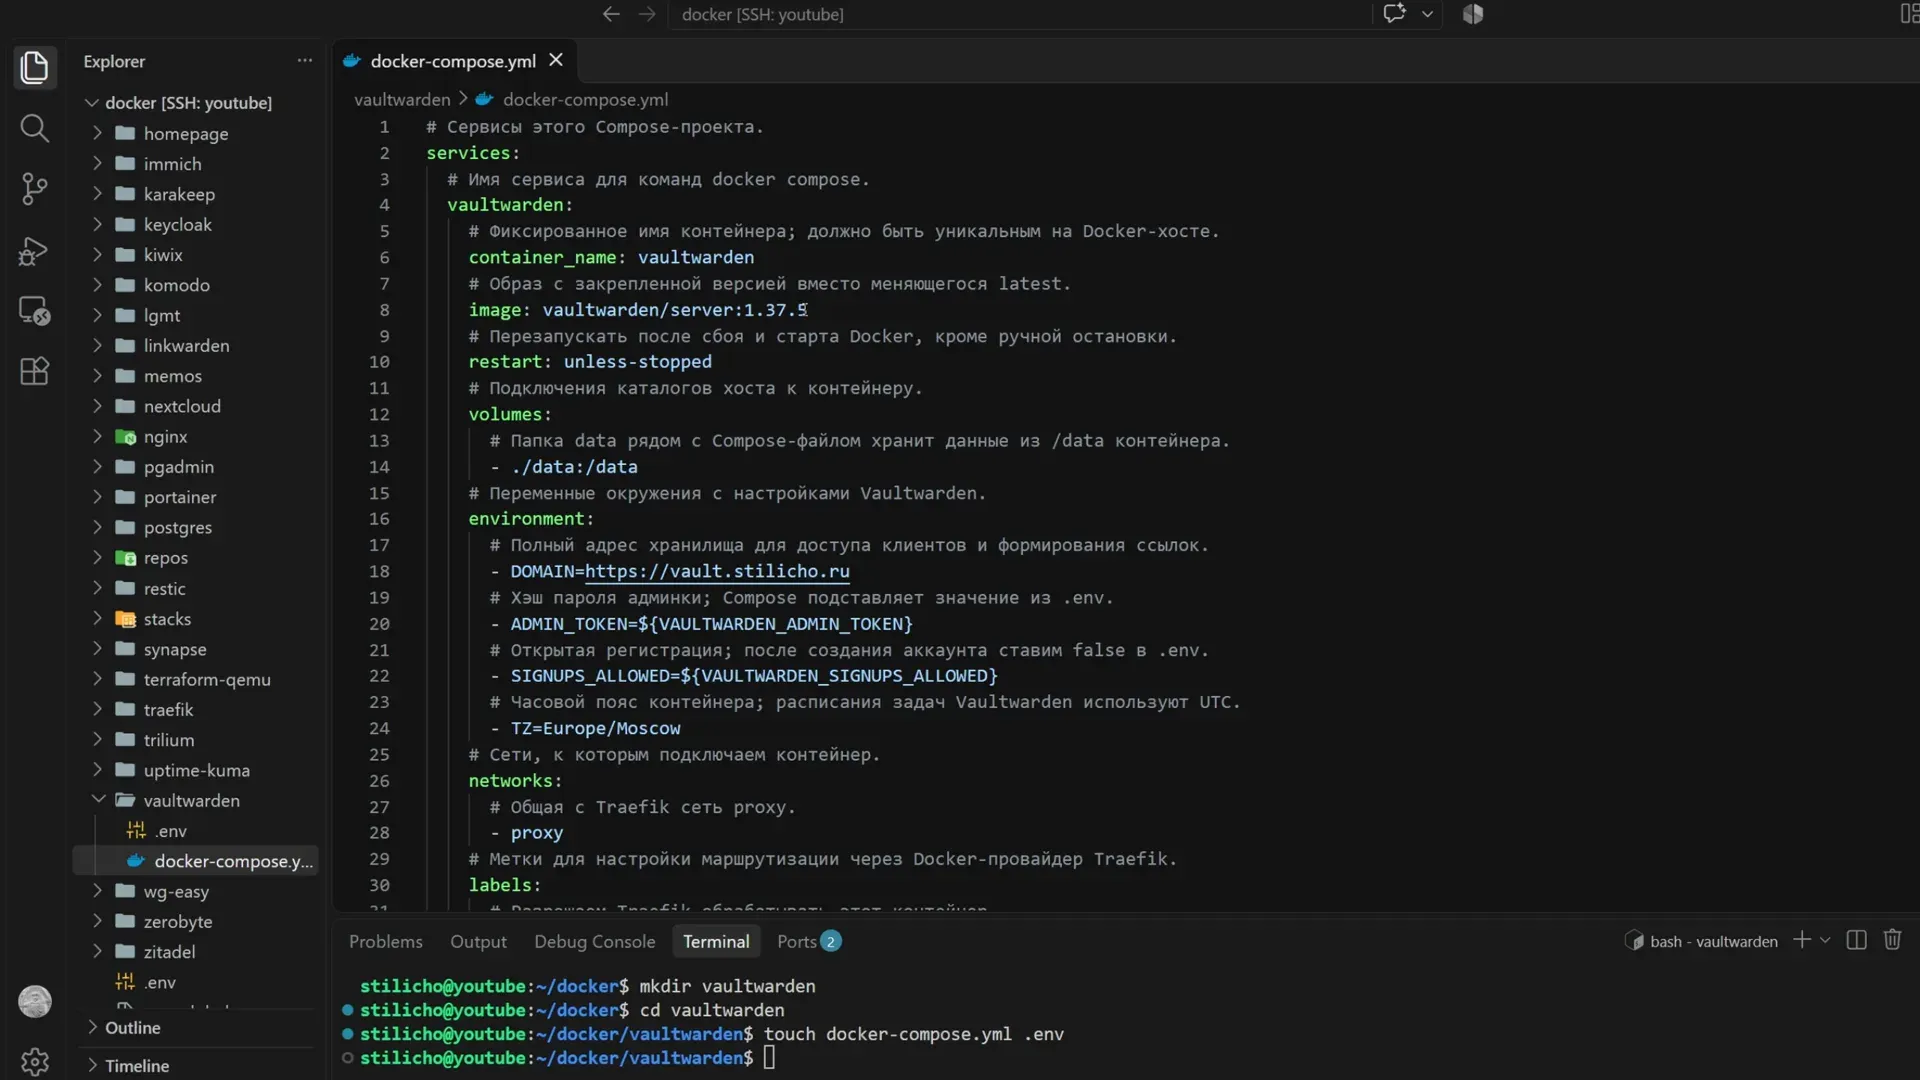 docker [SSH: youtube]
Explorer
docker [SSH: youtube]
homepage
immich
karakeep
keycloak
kiwix
komodo
lgmt
linkwarden
memos
nextcloud
nginx
pgadmin
portainer
postgres
repos
restic
stacks
synapse
terraform-qemu
traefik
trilium
uptime-kuma
vaultwarden
.env
docker-compose.y...
wg-easy
zerobyte
zitadel
.env
Outline
Timeline
docker-compose.yml
vaultwarden > docker-compose.yml
1 # Сервисы этого Compose-проекта.
2 services:
3 # Имя сервиса для команд docker compose.
4 vaultwarden:
5 # Фиксированное имя контейнера; должно быть уникальным на Docker-хосте.
6 container_name: vaultwarden
7 # Образ с закрепленной версией вместо меняющегося latest.
8 image: vaultwarden/server:1.37.5
9 # Перезапускать после сбоя и старта Docker, кроме ручной остановки.
10 restart: unless-stopped
11 # Подключения каталогов хоста к контейнеру.
12 volumes:
13 # Папка data рядом с Compose-файлом хранит данные из /data контейнера.
14 - ./data:/data
15 # Переменные окружения с настройками Vaultwarden.
16 environment:
17 # Полный адрес хранилища для доступа клиентов и формирования ссылок.
18 - DOMAIN=https://vault.stilicho.ru
19 # Хэш пароля админки; Compose подставляет значение из .env.
20 - ADMIN_TOKEN=${VAULTWARDEN_ADMIN_TOKEN}
21 # Открытая регистрация; после создания аккаунта ставим false в .env.
22 - SIGNUPS_ALLOWED=${VAULTWARDEN_SIGNUPS_ALLOWED}
23 # Часовой пояс контейнера; расписания задач Vaultwarden используют UTC.
24 - TZ=Europe/Moscow
25 # Сети, к которым подключаем контейнер.
26 networks:
27 # Общая с Traefik сеть proxy.
28 - proxy
29 # Метки для настройки маршрутизации через Docker-провайдер Traefik.
30 labels:
31 # Разрешаем Traefik обрабатывать этот контейнер.
Problems Output Debug Console Terminal Ports 2
bash - vaultwarden
stilicho@youtube:~/docker$ mkdir vaultwarden
stilicho@youtube:~/docker$ cd vaultwarden
stilicho@youtube:~/docker/vaultwarden$ touch docker-compose.yml .env
stilicho@youtube:~/docker/vaultwarden$